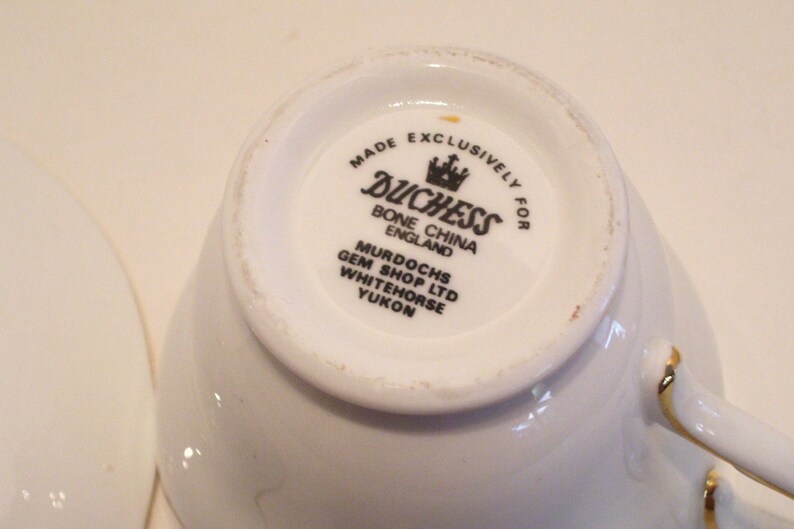 MADE EXCLUSIVELY FOR
DUCHESS
BONE CHINA
ENGLAND
MURDOCHS
GEM SHOP LTD
WHITEHORSE
YUKON